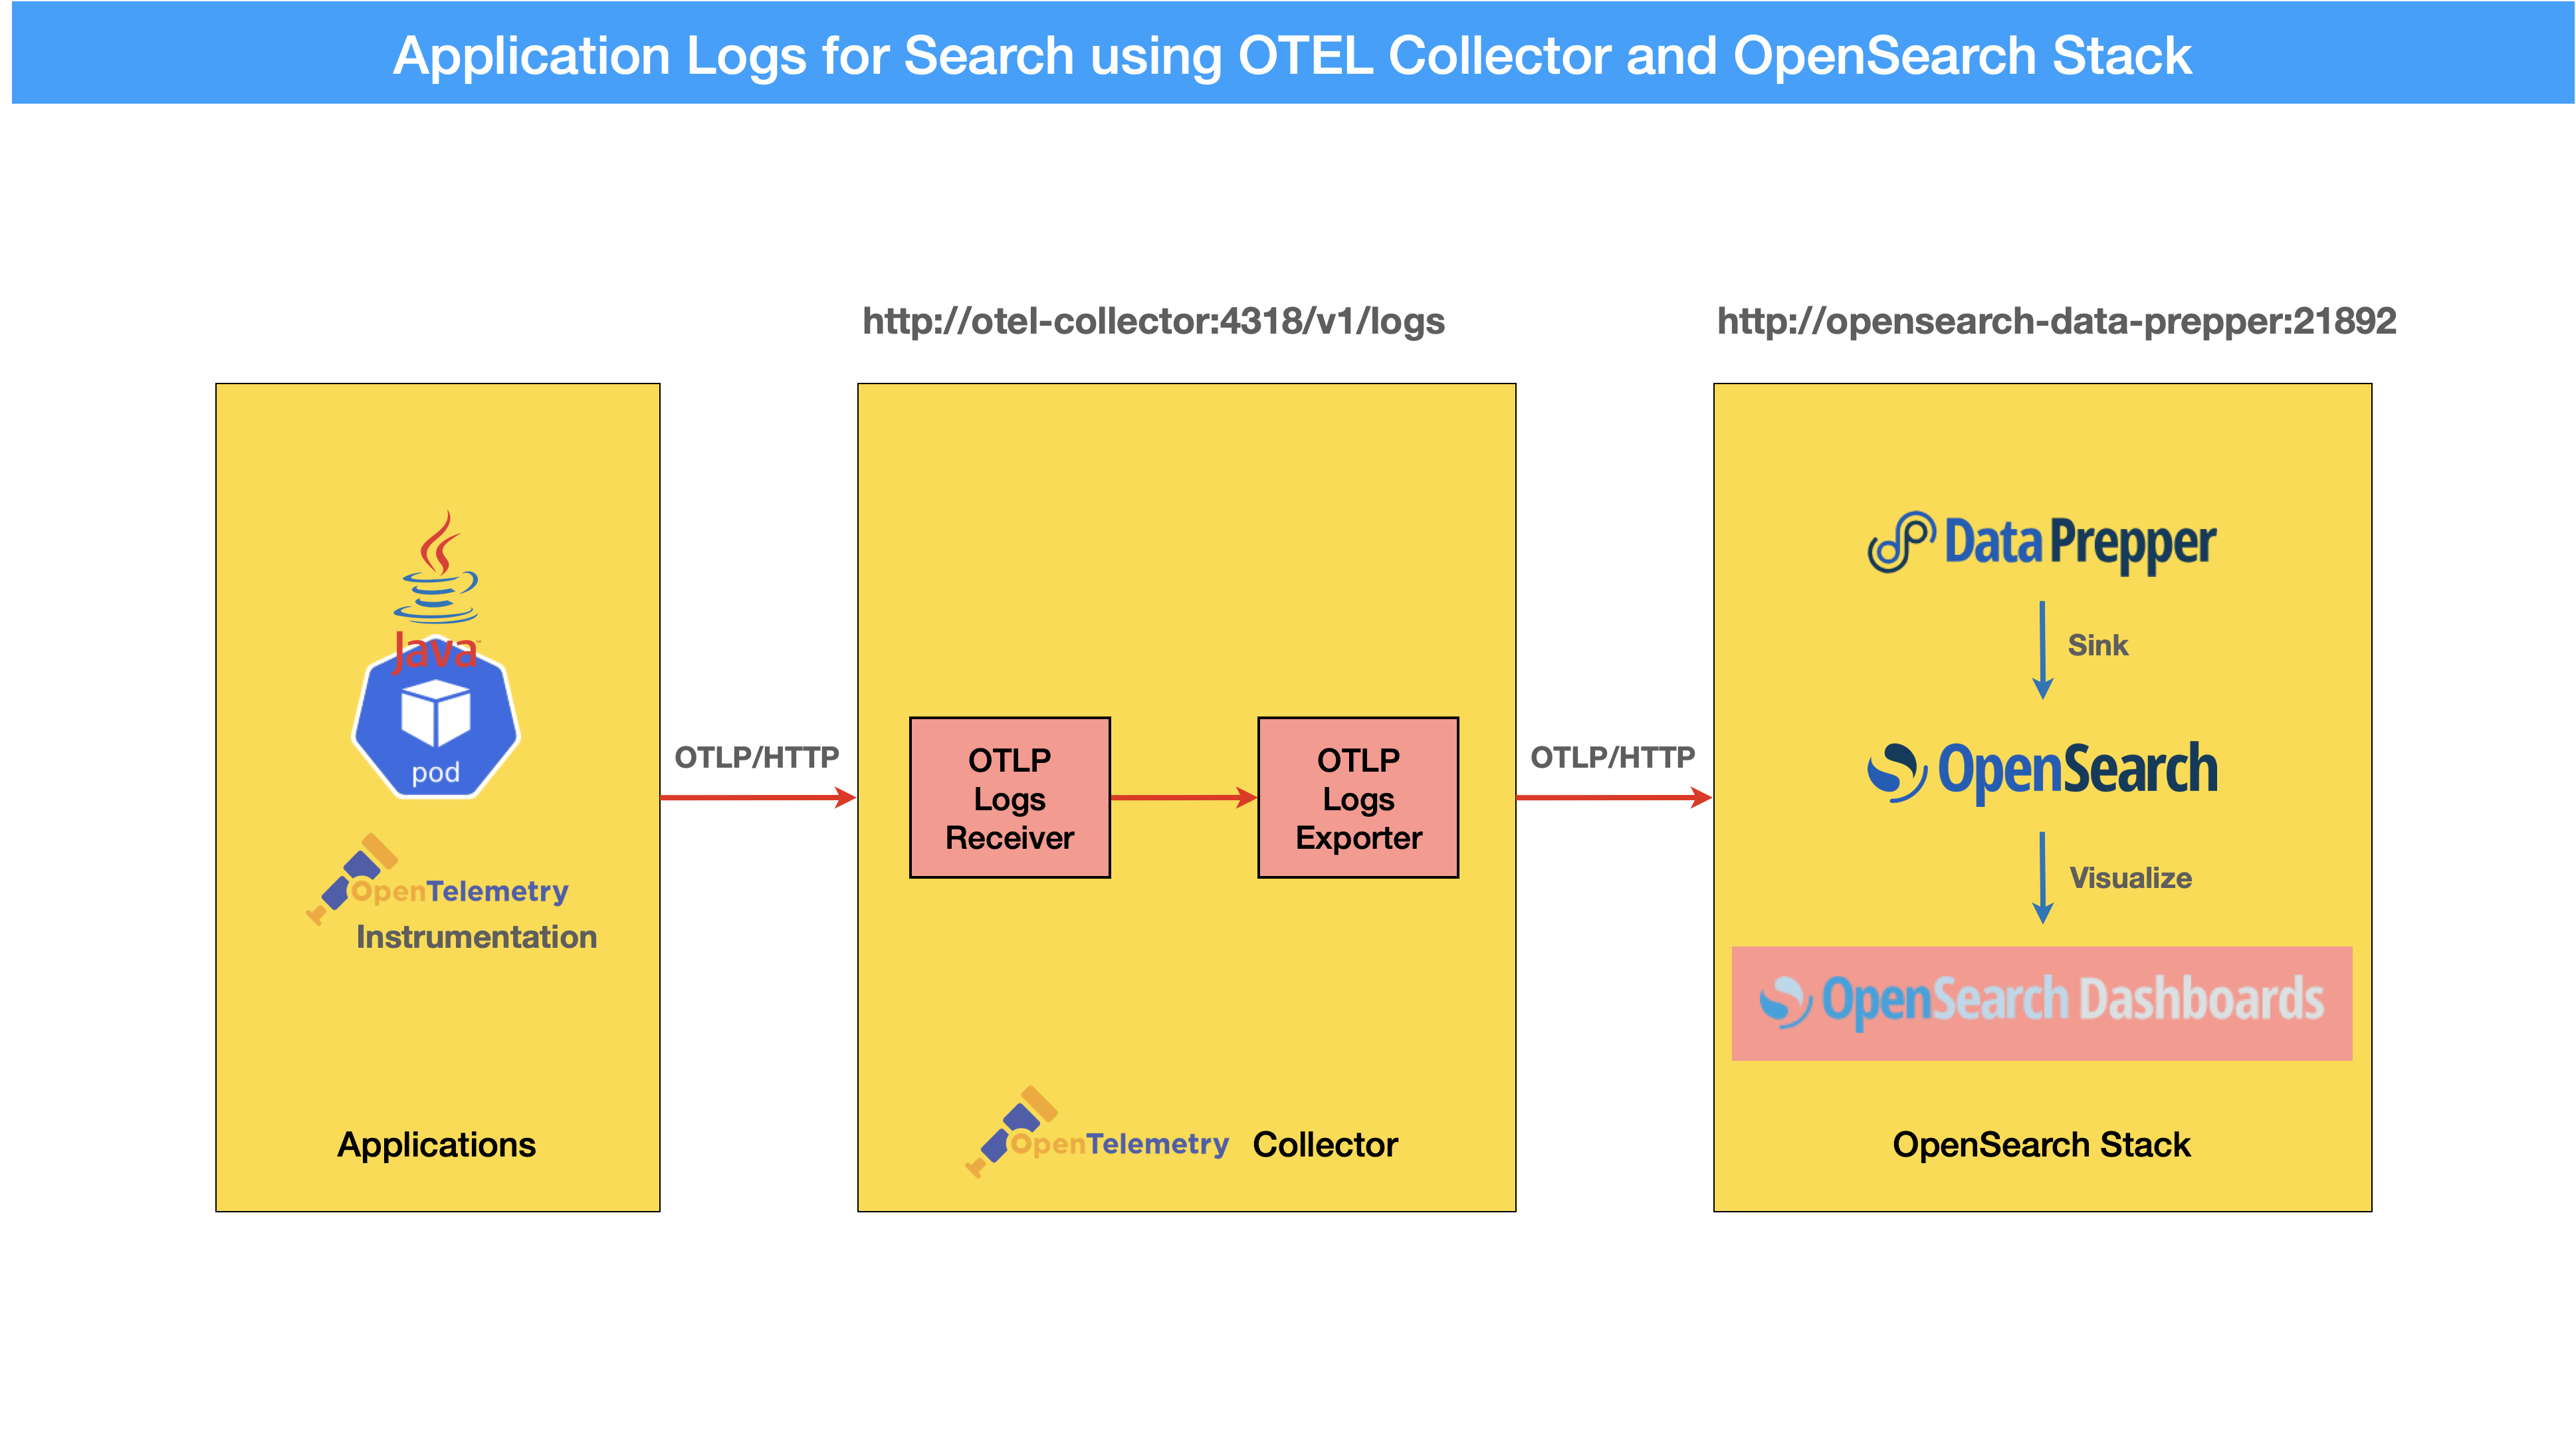 Application Logs for Search using OTEL Collector and OpenSearch Stack
http://otel-collector:4318/v1/logs
http://opensearch-data-prepper:21892
Java™
pod
OpenTelemetry
Instrumentation
Applications
OTLP/HTTP
OTLP
Logs
Receiver
OTLP
Logs
Exporter
OpenTelemetry Collector
OTLP/HTTP
Data Prepper
Sink
OpenSearch
Visualize
OpenSearch Dashboards
OpenSearch Stack